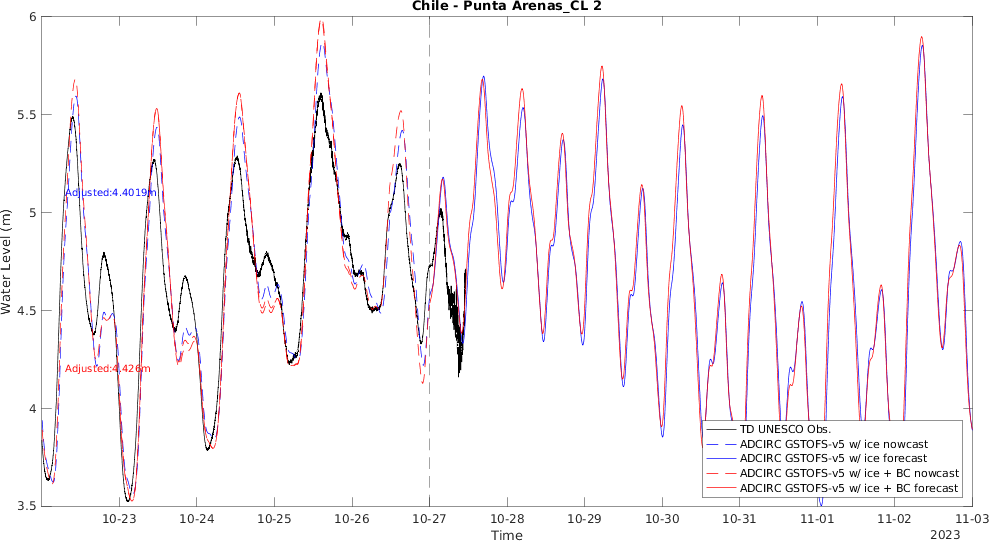 Chile - Punta Arenas_CL 2
Water Level (m)
6
5.5
5
4.5
4
3.5
Adjusted:4.4019m
Adjusted:4.426m
TD UNESCO Obs.
ADCIRC GSTOFS-v5 w/ ice nowcast
ADCIRC GSTOFS-v5 w/ ice forecast
ADCIRC GSTOFS-v5 w/ ice + BC nowcast
ADCIRC GSTOFS-v5 w/ ice + BC forecast
10-23 10-24 10-25 10-26 10-27 10-28 10-29 10-30 10-31 11-01 11-02 11-03
Time
2023